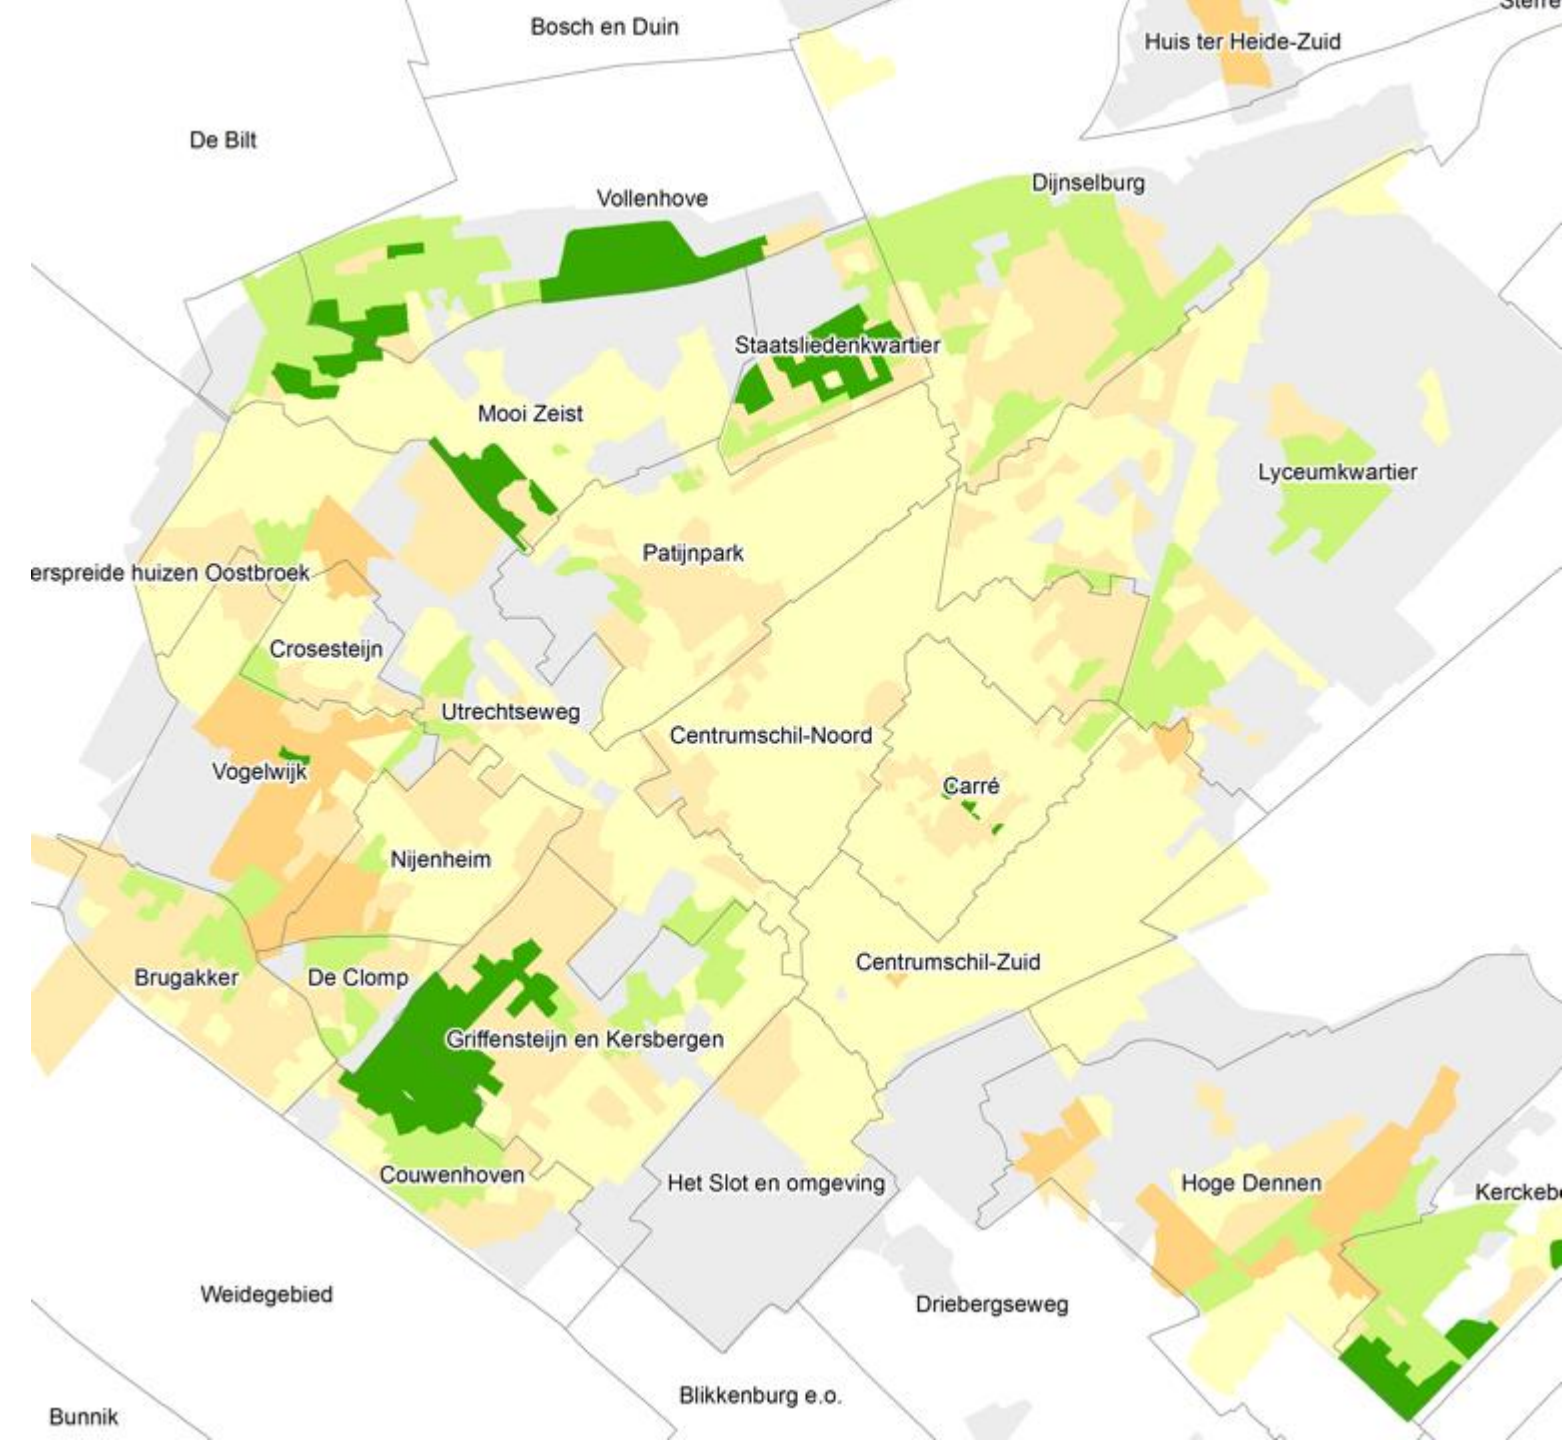 Bosch en Duin
Huis ter Heide-Zuid
De Bilt
Dijnselburg
Vollenhove
Staatsliedenkwartier
Mooi Zeist
Lyceumkwartier
Patijnpark
erspreide huizen Oostbroek
Crosesteijn
Utrechtseweg
Centrumschil-Noord
Vogelwijk
Carré
Nijenheim
Centrumschil-Zuid
Brugakker
De Clomp
Griffensteijn en Kersbergen
Couwenhoven
Het Slot en omgeving
Hoge Dennen
Kerckeb
Weidegebied
Driebergseweg
Blikkenburg e.o.
Bunnik